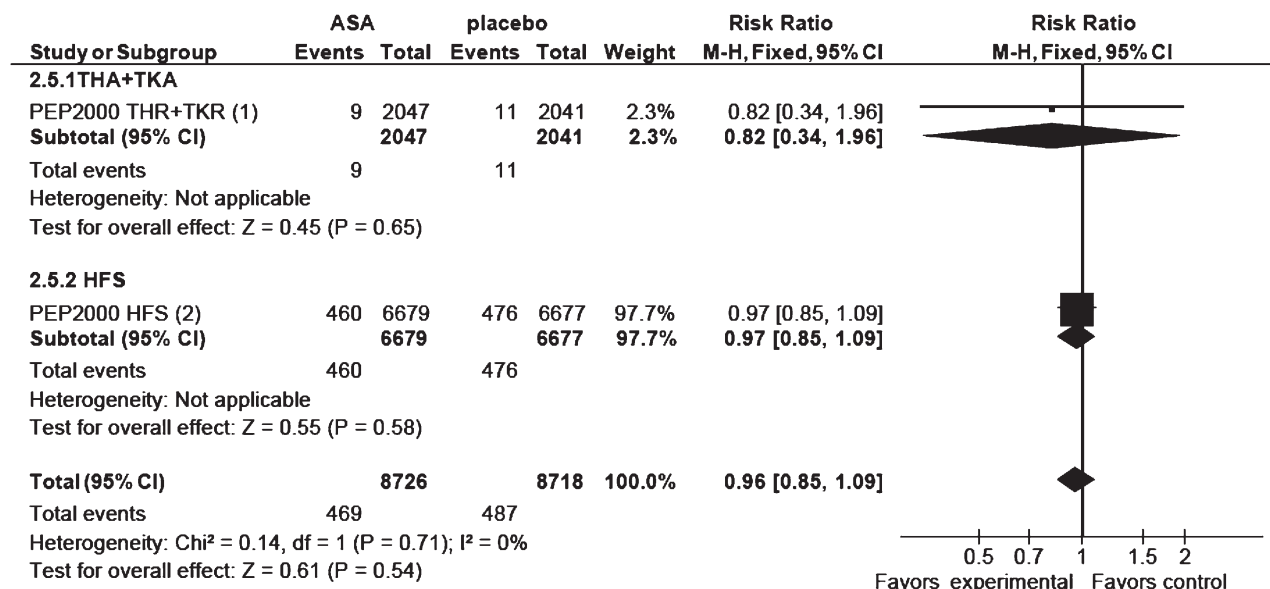 ASA placebo Risk Ratio Risk Ratio
Study or Subgroup Events Total Events Total Weight M-H, Fixed, 95% CI M-H, Fixed, 95% CI
2.5.1THA+TKA
PEP2000 THR+TKR (1) 9 2047 11 2041 2.3% 0.82 [0.34, 1.96]
Subtotal (95% CI) 2047 2041 2.3% 0.82 [0.34, 1.96]
Total events 9 11
Heterogeneity: Not applicable
Test for overall effect: Z = 0.45 (P = 0.65)
2.5.2 HFS
PEP2000 HFS (2) 460 6679 476 6677 97.7% 0.97 [0.85, 1.09]
Subtotal (95% CI) 6679 6677 97.7% 0.97 [0.85, 1.09]
Total events 460 476
Heterogeneity: Not applicable
Test for overall effect: Z = 0.55 (P = 0.58)
Total (95% CI) 8726 8718 100.0% 0.96 [0.85, 1.09]
Total events 469 487
Heterogeneity: Chi² = 0.14, df = 1 (P = 0.71); I² = 0%
Test for overall effect: Z = 0.61 (P = 0.54)
0.5 0.7 1 1.5 2
Favors experimental Favors control